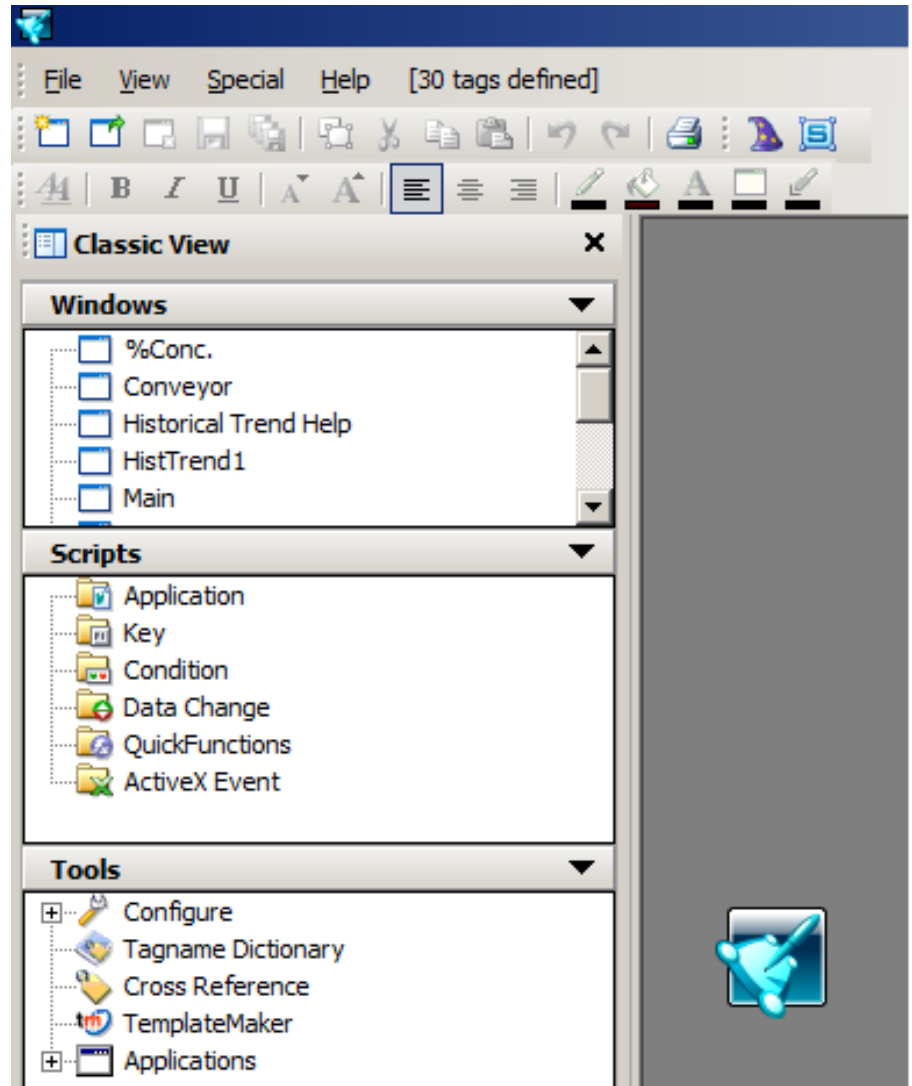 File View Special Help [30 tags defined]
B I U A A
A
Classic View
Windows
%Conc.
Conveyor
Historical Trend Help
HistTrend1
Main
Scripts
Application
Key
Condition
Data Change
QuickFunctions
ActiveX Event
Tools
Configure
Tagname Dictionary
Cross Reference
TemplateMaker
Applications